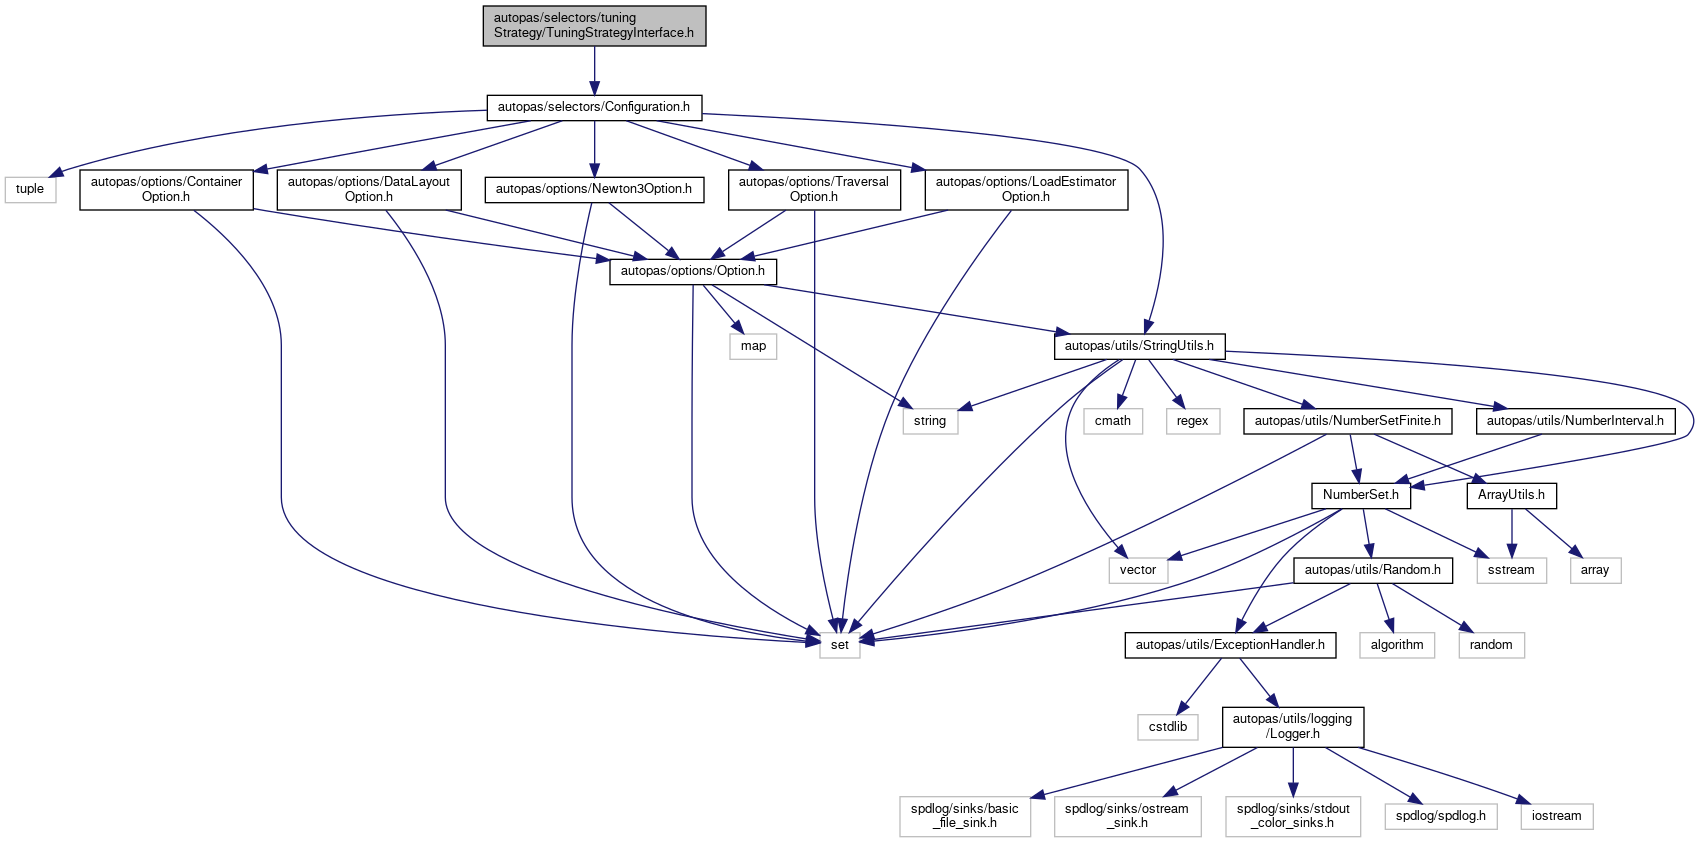 autopas/selectors/tuning
Strategy/TuningStrategyInterface.h
autopas/selectors/Configuration.h
tuple
autopas/options/Container
Option.h
autopas/options/DataLayout
Option.h
autopas/options/Newton3Option.h
autopas/options/Traversal
Option.h
autopas/options/LoadEstimator
Option.h
autopas/options/Option.h
map
autopas/utils/StringUtils.h
string
cmath
regex
autopas/utils/NumberSetFinite.h
autopas/utils/NumberInterval.h
NumberSet.h
ArrayUtils.h
vector
autopas/utils/Random.h
sstream
array
set
autopas/utils/ExceptionHandler.h
algorithm
random
cstdlib
autopas/utils/logging
/Logger.h
spdlog/sinks/basic
_file_sink.h
spdlog/sinks/ostream
_sink.h
spdlog/sinks/stdout
_color_sinks.h
spdlog/spdlog.h
iostream